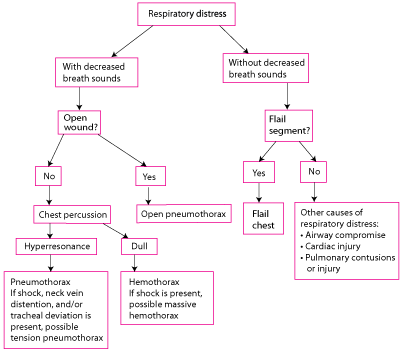 Respiratory distress
With decreased
breath sounds
Without decreased
breath sounds
Open
wound?
Flail
segment?
No
Yes
Yes
No
Chest percussion
Open pneumothorax
Flail
chest
Other causes of
respiratory distress:
• Airway compromise
• Cardiac injury
• Pulmonary contusions
or injury
Hyperresonance
Dull
Pneumothorax
If shock, neck vein
distention, and/or
tracheal deviation is
present, possible
tension pneumothorax
Hemothorax
If shock is present,
possible massive
hemothorax